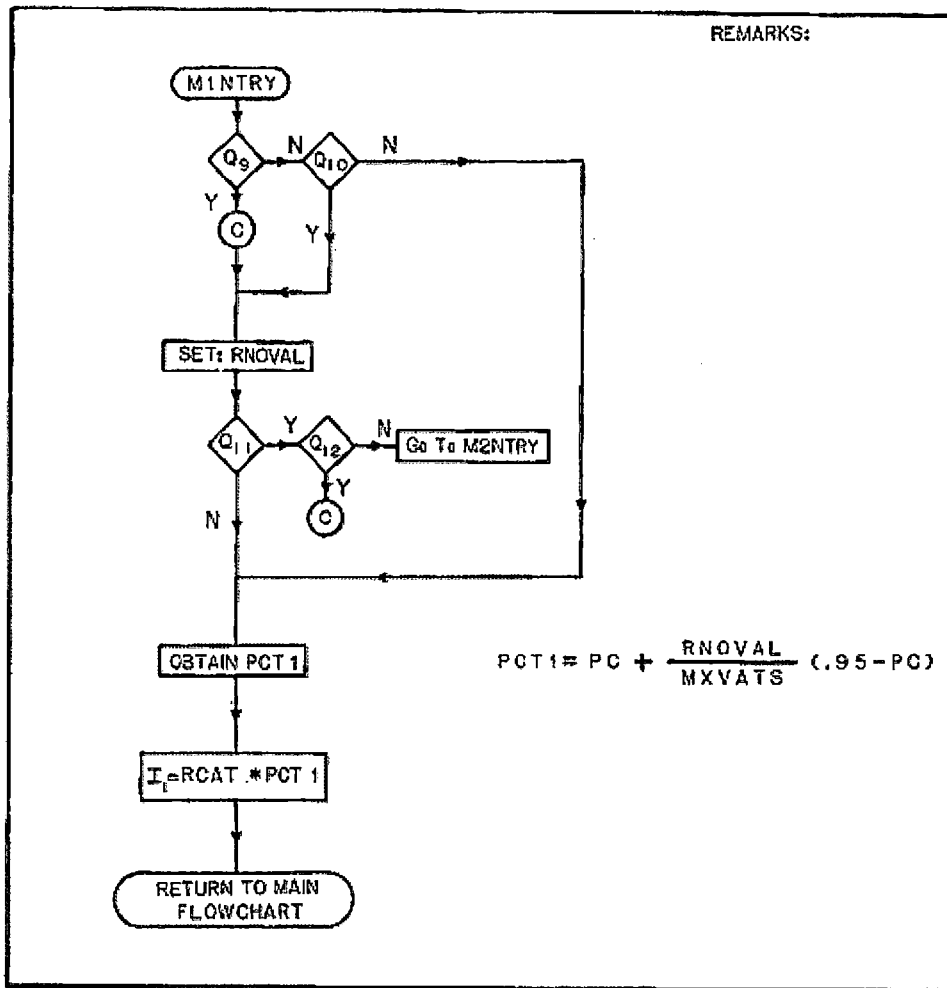 REMARKS:
M1NTRY
Q9
N
Q10
N
Y
C
Y
SET: RNOVAL
Q11
Y
Q12
N
Go To M2NTRY
Y
C
N
OBTAIN PCT 1
PCT1= PC + RNOVAL / MXVATS (.95-PC)
I1=RCAT .*PCT 1
RETURN TO MAIN
FLOWCHART